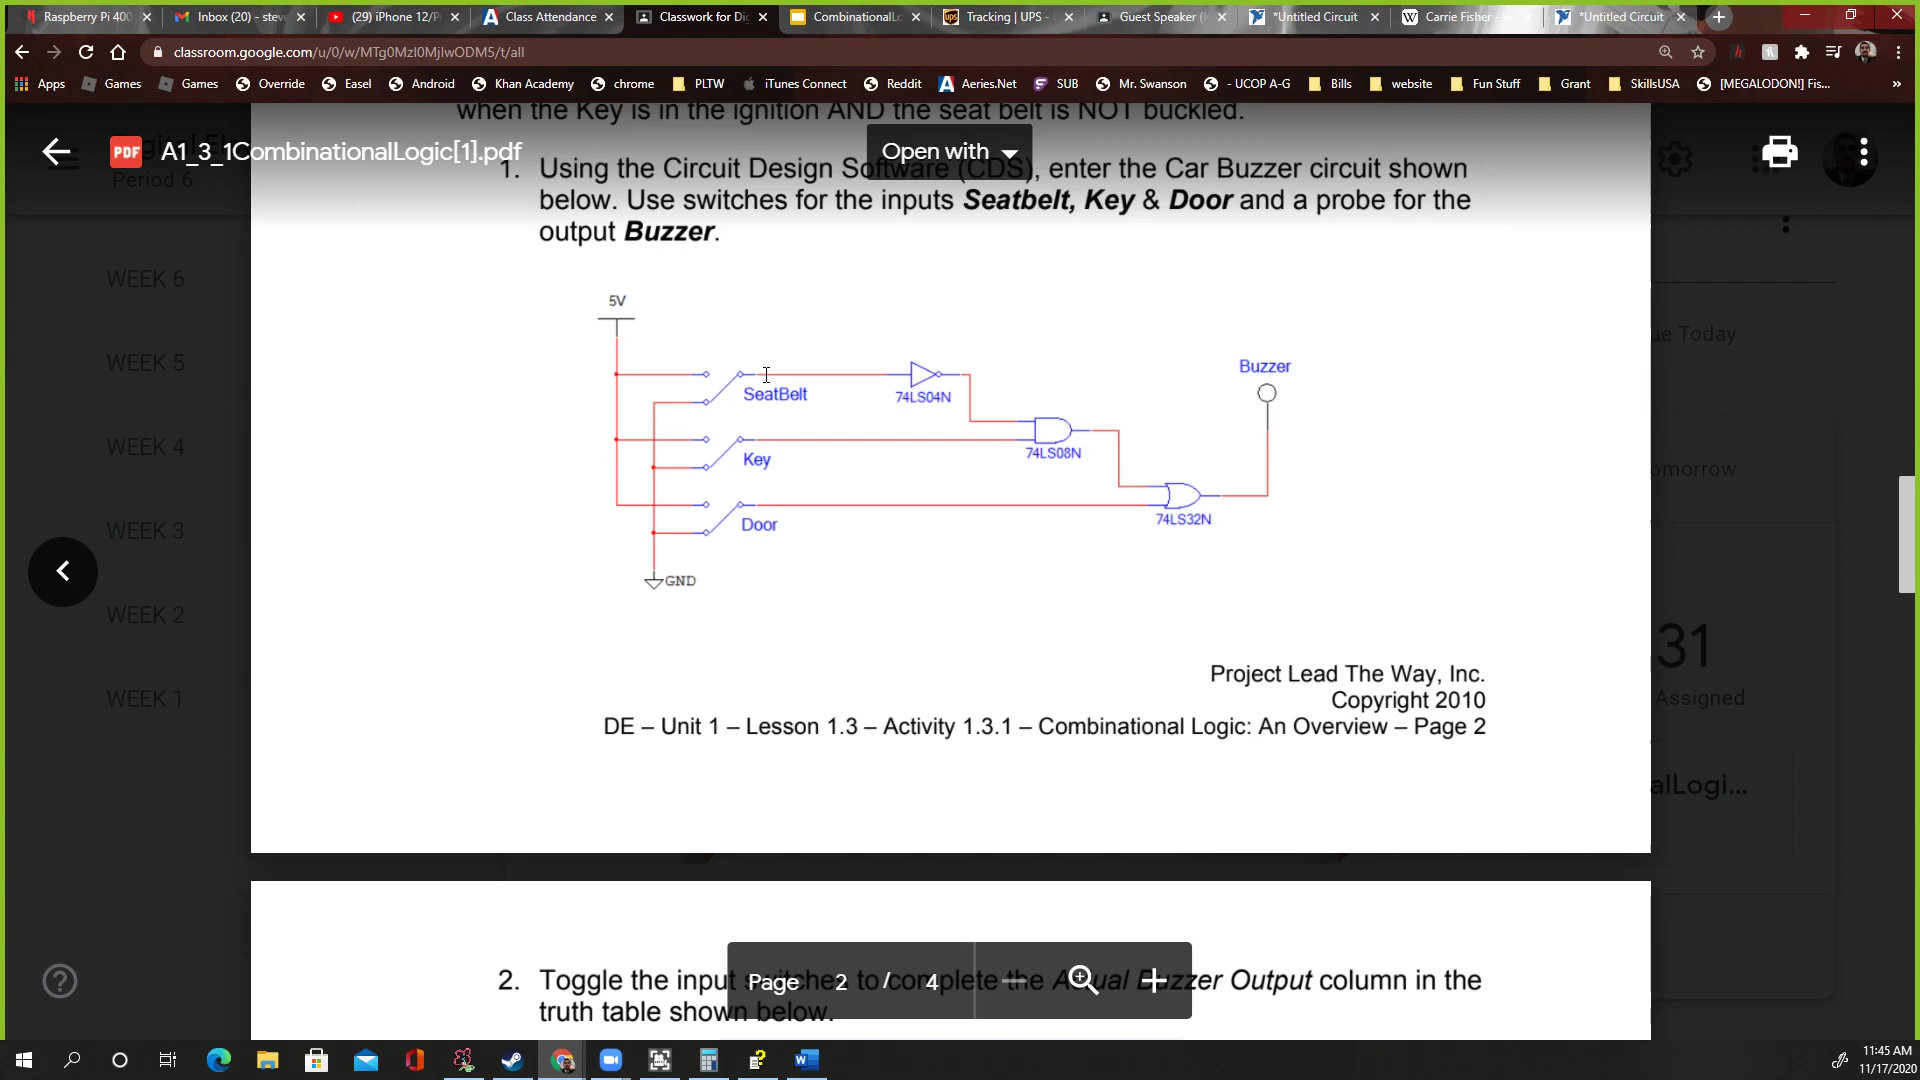 Raspberry Pi 400
Inbox (20) - steve
(29) iPhone 12/P
Class Attendance
Classwork for Di
CombinationalLo
Tracking | UPS -
Guest Speaker (
*Untitled Circuit
Carrie Fisher -
*Untitled Circuit
classroom.google.com/u/0/w/MTg0MzI0MjIwODM5/t/all
Apps
Games
Games
Override
Easel
Android
Khan Academy
chrome
PLTW
iTunes Connect
Reddit
Aeries.Net
SUB
Mr. Swanson
- UCOP A-G
Bills
website
Fun Stuff
Grant
SkillsUSA
[MEGALODON!] Fis...
»
when the Key is in the ignition AND the seat belt is NOT buckled.
PDF A1_3_1CombinationalLogic[1].pdf
Open with
Period 6
1. Using the Circuit Design Software (CDS), enter the Car Buzzer circuit shown
below. Use switches for the inputs Seatbelt, Key & Door and a probe for the
output Buzzer.
WEEK 6
WEEK 5
WEEK 4
WEEK 3
WEEK 2
WEEK 1
5V
SeatBelt
74LS04N
Buzzer
Key
74LS08N
Door
74LS32N
GND
ue Today
omorrow
31
Assigned
alLogi...
Project Lead The Way, Inc.
Copyright 2010
DE – Unit 1 – Lesson 1.3 – Activity 1.3.1 – Combinational Logic: An Overview – Page 2
2. Toggle the input switches to complete the Actual Buzzer Output column in the
truth table shown below.
Page 2 / 4
11:45 AM
11/17/2020